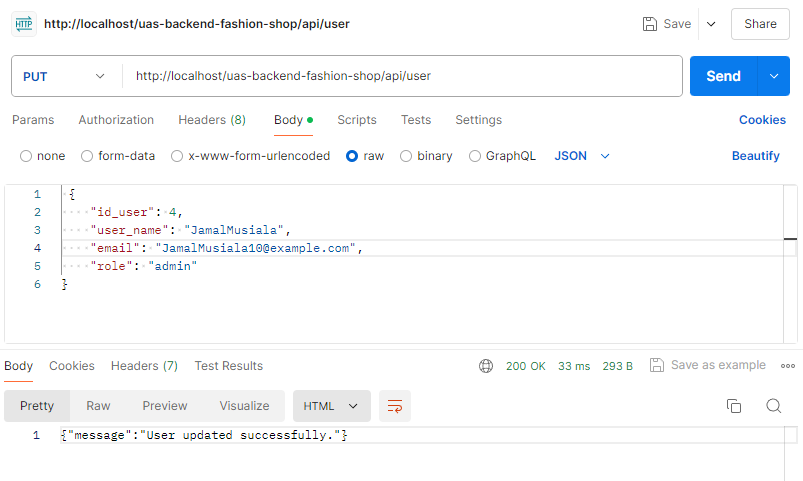 HTTP http://localhost/uas-backend-fashion-shop/api/user Save Share
PUT http://localhost/uas-backend-fashion-shop/api/user Send
Params Authorization Headers (8) Body Scripts Tests Settings Cookies
none form-data x-www-form-urlencoded raw binary GraphQL JSON Beautify
1 {
2 "id_user": 4,
3 "user_name": "JamalMusiala",
4 "email": "JamalMusiala10@example.com",
5 "role": "admin"
6 }
Body Cookies Headers (7) Test Results 200 OK 33 ms 293 B Save as example
Pretty Raw Preview Visualize HTML
1 {"message":"User updated successfully."}